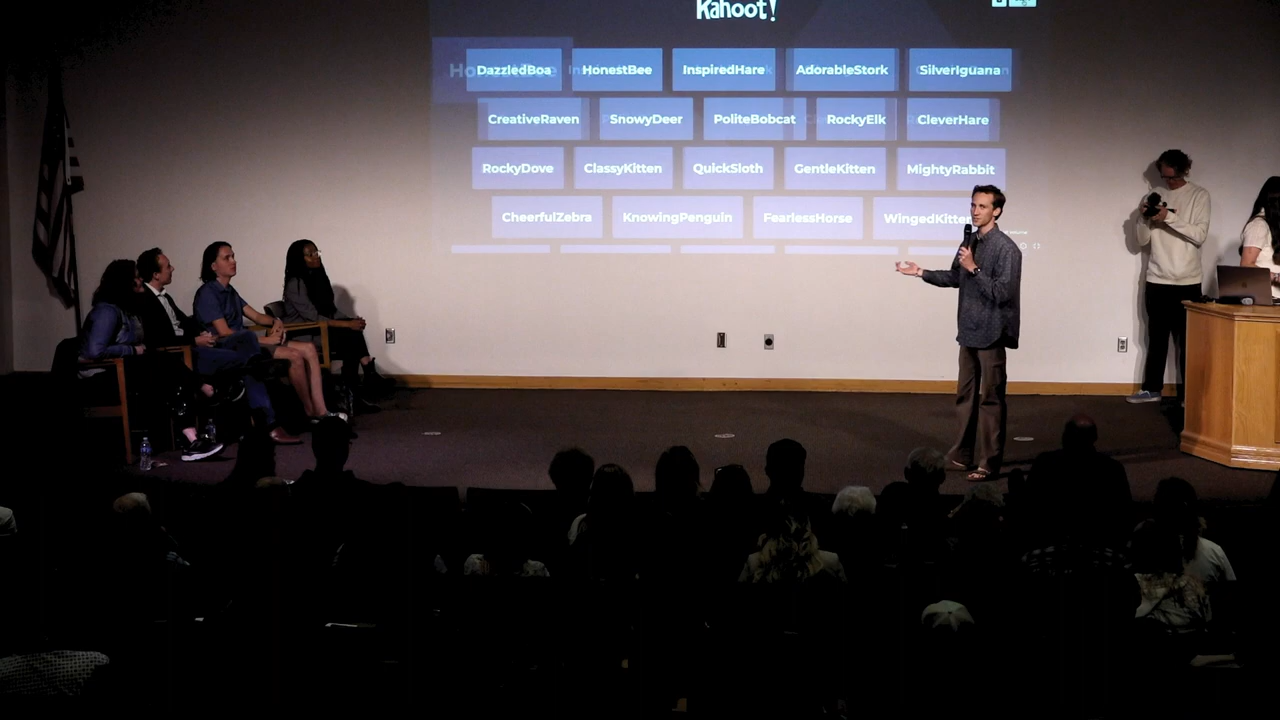 Kahoot!
DazzledBoa HonestBee InspiredHare AdorableStork SilverIguana
CreativeRaven SnowyDeer PoliteBobcat RockyElk CleverHare
RockyDove ClassyKitten QuickSloth GentleKitten MightyRabbit
CheerfulZebra KnowingPenguin FearlessHorse WingedKitten